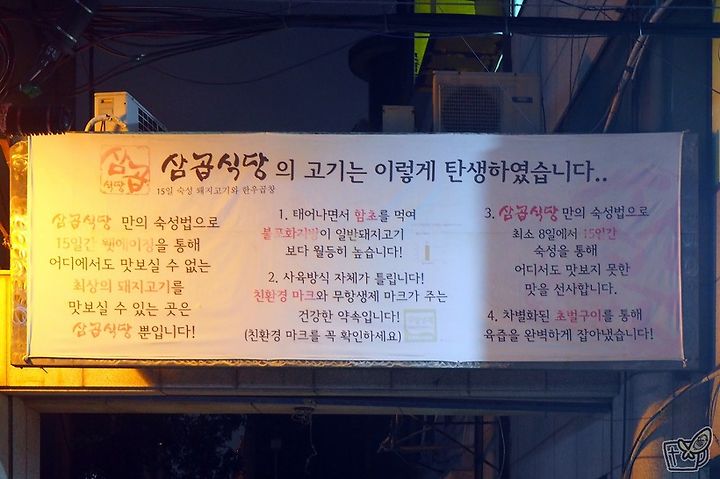 삼곱식당
삼곱식당의 고기는 이렇게 탄생하였습니다..
15일 숙성 돼지고기와 한우곱창
삼곱식당 만의 숙성법으로
15일간 웻에이징을 통해
어디에서도 맛보실 수 없는
최상의 돼지고기를
맛보실 수 있는 곳은
삼곱식당 뿐입니다!
1. 태어나면서 함초를 먹여
불포화지방이 일반돼지고기
보다 월등히 높습니다!
2. 사육방식 자체가 틀립니다!
친환경 마크와 무항생제 마크가 주는
건강한 약속입니다!
(친환경 마크를 꼭 확인하세요)
3. 삼곱식당 만의 숙성법으로
최소 8일에서 15일간
숙성을 통해
어디서도 맛보지 못한
맛을 선사합니다.
4. 차별화된 초벌구이를 통해
육즙을 완벽하게 잡아냈습니다!